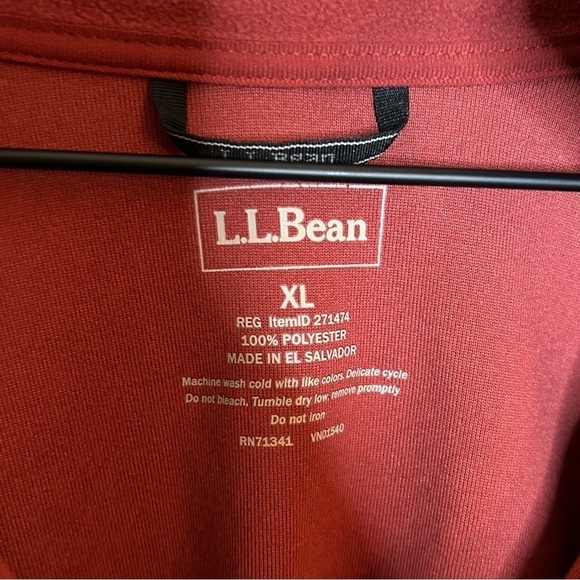 L.L.Bean
XL
REG ItemID 271474
100% POLYESTER
MADE IN EL SALVADOR
Machine wash cold with like colors. Delicate cycle
Do not bleach. Tumble dry low, remove promptly
Do not iron
RN71341 VN01540